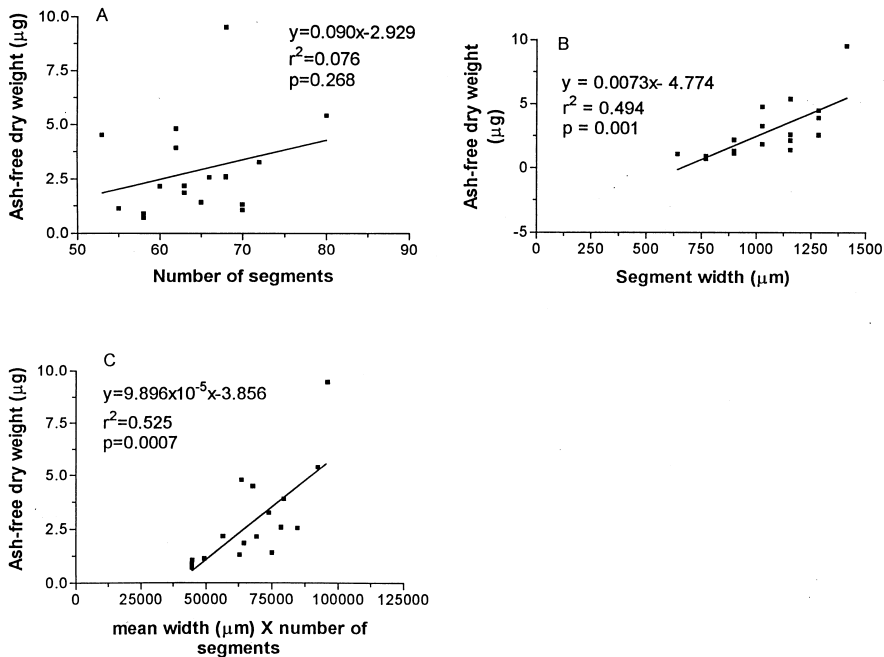 A
Ash-free dry weight (μg)
10.0
7.5
5.0
2.5
0.0
y=0.090x-2.929
r²=0.076
p=0.268
50 60 70 80 90
Number of segments
B
Ash-free dry weight
(μg)
10
5
0
-5
y = 0.0073x- 4.774
r² = 0.494
p = 0.001
0 250 500 750 1000 1250 1500
Segment width (μm)
C
Ash-free dry weight (μg)
10.0
7.5
5.0
2.5
0.0
y=9.896x10⁻⁵x-3.856
r²=0.525
p=0.0007
0 25000 50000 75000 100000 125000
mean width (μm) X number of
segments